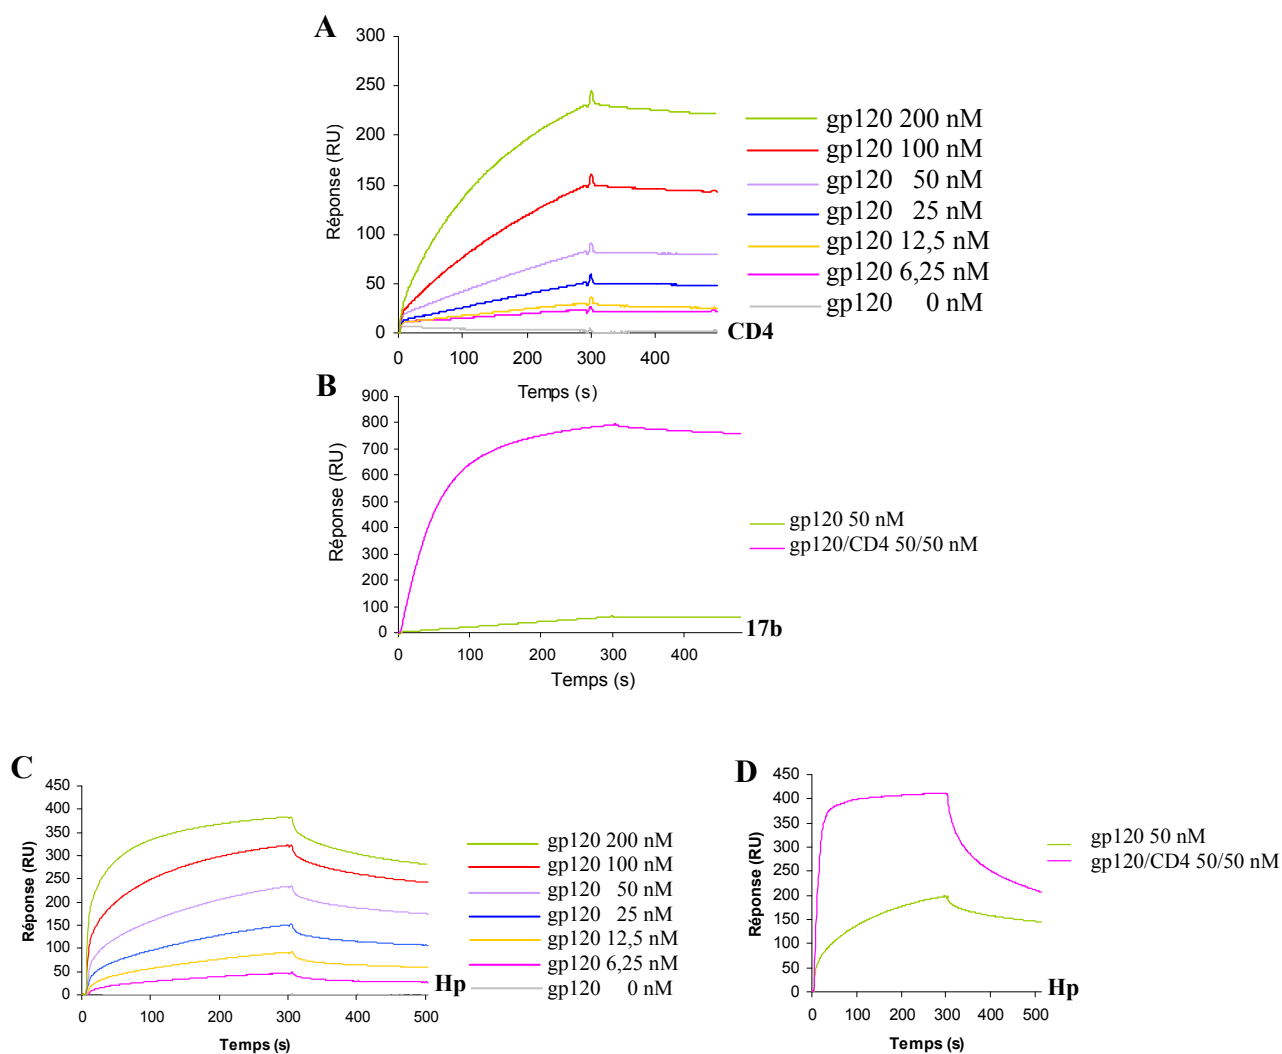 A
300
250
200
150
100
50
0
Réponse (RU)
0 100 200 300 400
Temps (s)
CD4
gp120 200 nM
gp120 100 nM
gp120 50 nM
gp120 25 nM
gp120 12,5 nM
gp120 6,25 nM
gp120 0 nM
B
900
800
700
600
500
400
300
200
100
0
Réponse (RU)
0 100 200 300 400
Temps (s)
17b
gp120 50 nM
gp120/CD4 50/50 nM
C
450
400
350
300
250
200
150
100
50
0
Réponse (RU)
0 100 200 300 400 500
Temps (s)
Hp
gp120 200 nM
gp120 100 nM
gp120 50 nM
gp120 25 nM
gp120 12,5 nM
gp120 6,25 nM
gp120 0 nM
D
450
400
350
300
250
200
150
100
50
0
Réponse (RU)
0 100 200 300 400 500
Temps (s)
Hp
gp120 50 nM
gp120/CD4 50/50 nM